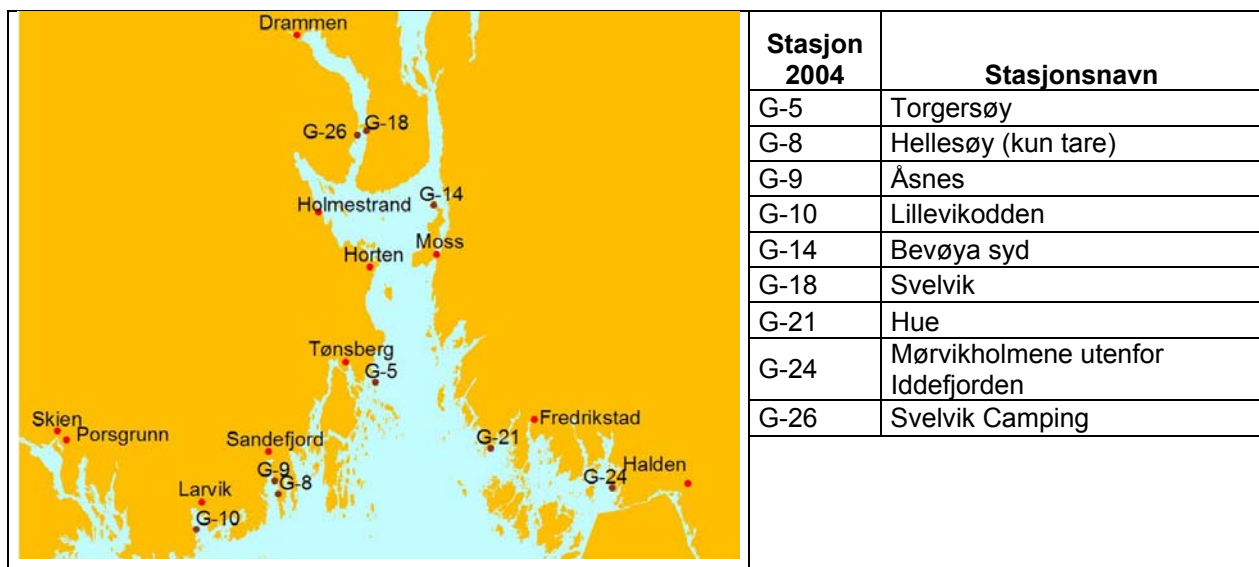 Drammen
G-26
G-18
G-14
Holmestrand
Moss
Horten
Tønsberg
G-5
Skien
Porsgrunn
Fredrikstad
Sandefjord
G-21
G-9
G-8
G-24
Halden
Larvik
G-10
Stasjon
2004 Stasjonsnavn
G-5 Torgersøy
G-8 Hellesøy (kun tare)
G-9 Åsnes
G-10 Lillevikodden
G-14 Bevøya syd
G-18 Svelvik
G-21 Hue
G-24 Mørvikholmene utenfor
Iddefjorden
G-26 Svelvik Camping